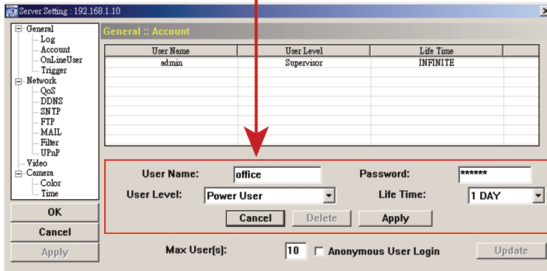 Server Setting : 192.168.1.10
General
Log
Account
OnLineUser
Trigger
Network
QoS
DDNS
SNTP
FTP
MAIL
Filter
UPnP
Video
Camera
Color
Time
OK
Cancel
Apply
General :: Account
User Name User Level Life Time
admin Supervisor INFINITE
User Name: office Password: ******
User Level: Power User Life Time: 1 DAY
Cancel Delete Apply
Max User[s]: 10 Anonymous User Login Update